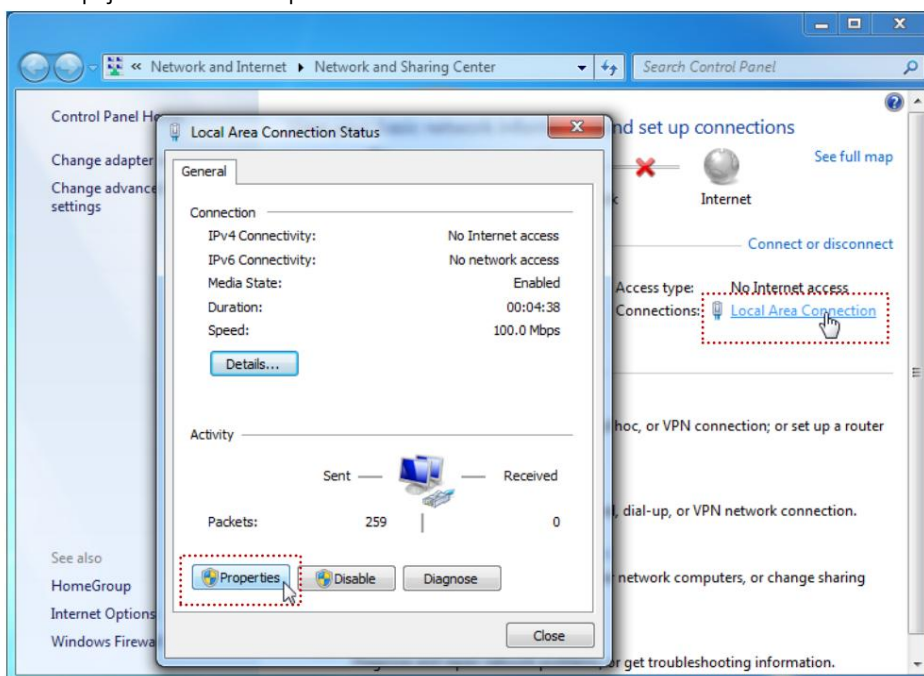 « Network and Internet ▸ Network and Sharing Center
Search Control Panel
Control Panel
Change adapter
Change advance
settings
See also
HomeGroup
Internet Options
Windows Firewa
Local Area Connection Status
General
Connection
IPv4 Connectivity: No Internet access
IPv6 Connectivity: No network access
Media State: Enabled
Duration: 00:04:38
Speed: 100.0 Mbps
Details...
Activity
Sent — — Received
Packets: 259 | 0
Properties Disable Diagnose
Close
nd set up connections
See full map
Internet
Connect or disconnect
Access type: No Internet access
Connections: Local Area Connection
hoc, or VPN connection; or set up a router
dial-up, or VPN network connection.
network computers, or change sharing
or get troubleshooting information.